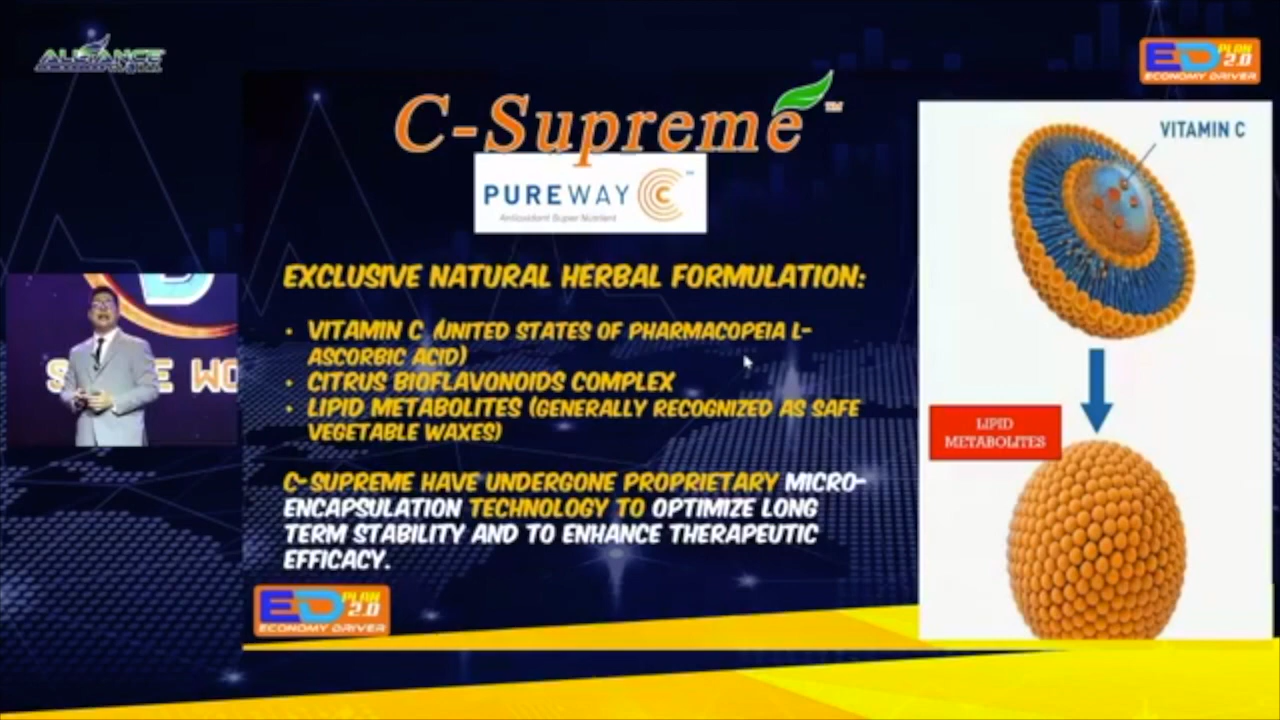 ALLIANCE
ED PLAN 2.0
ECONOMY DRIVER
C-Supreme™
VITAMIN C
PUREWAY C™
Antioxidant Super Nutrient
EXCLUSIVE NATURAL HERBAL FORMULATION:
• VITAMIN C (UNITED STATES OF PHARMACOPEIA L-
ASCORBIC ACID)
• CITRUS BIOFLAVONOIDS COMPLEX
• LIPID METABOLITES (GENERALLY RECOGNIZED AS SAFE
VEGETABLE WAXES)
LIPID
METABOLITES
C-SUPREME HAVE UNDERGONE PROPRIETARY MICRO-
ENCAPSULATION TECHNOLOGY TO OPTIMIZE LONG
TERM STABILITY AND TO ENHANCE THERAPEUTIC
EFFICACY.
ED PLAN 2.0
ECONOMY DRIVER